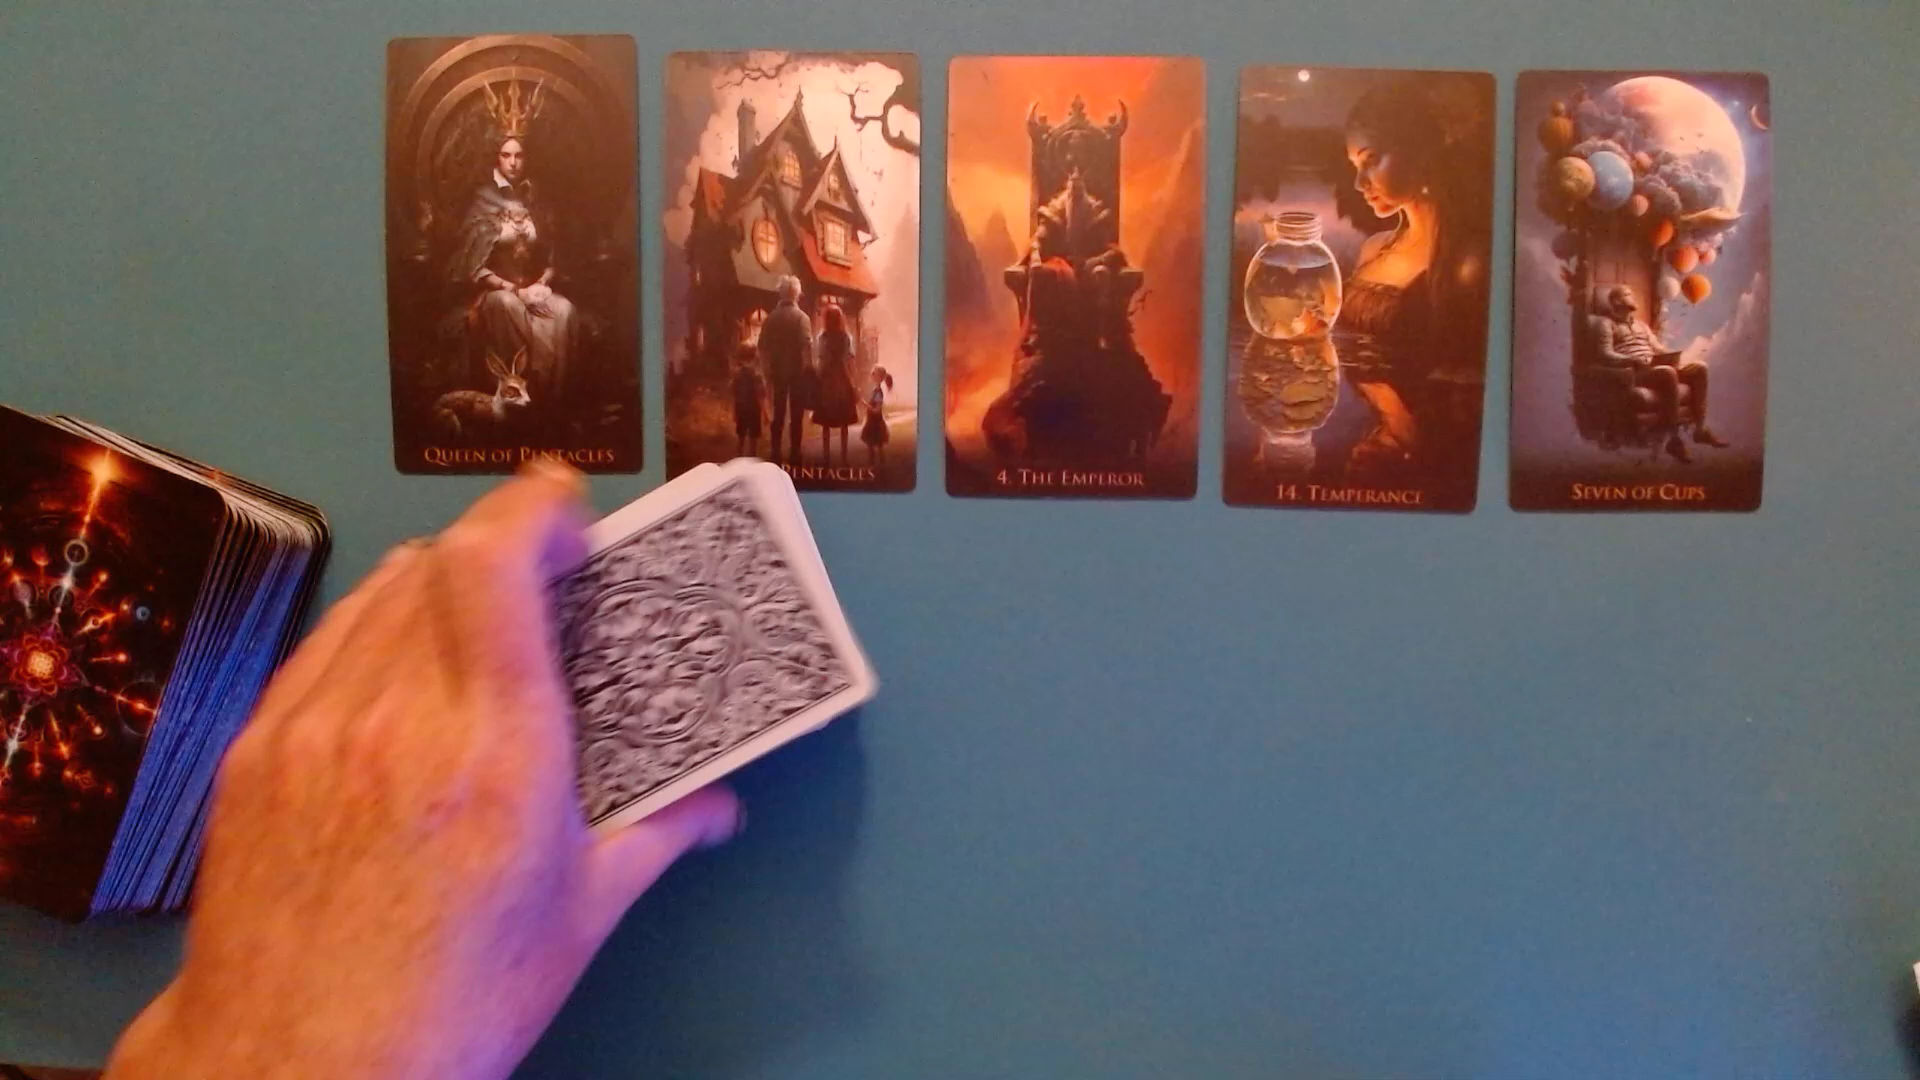 QUEEN OF PENTACLES
PENTACLES
4. THE EMPEROR
14. TEMPERANCE
SEVEN OF CUPS